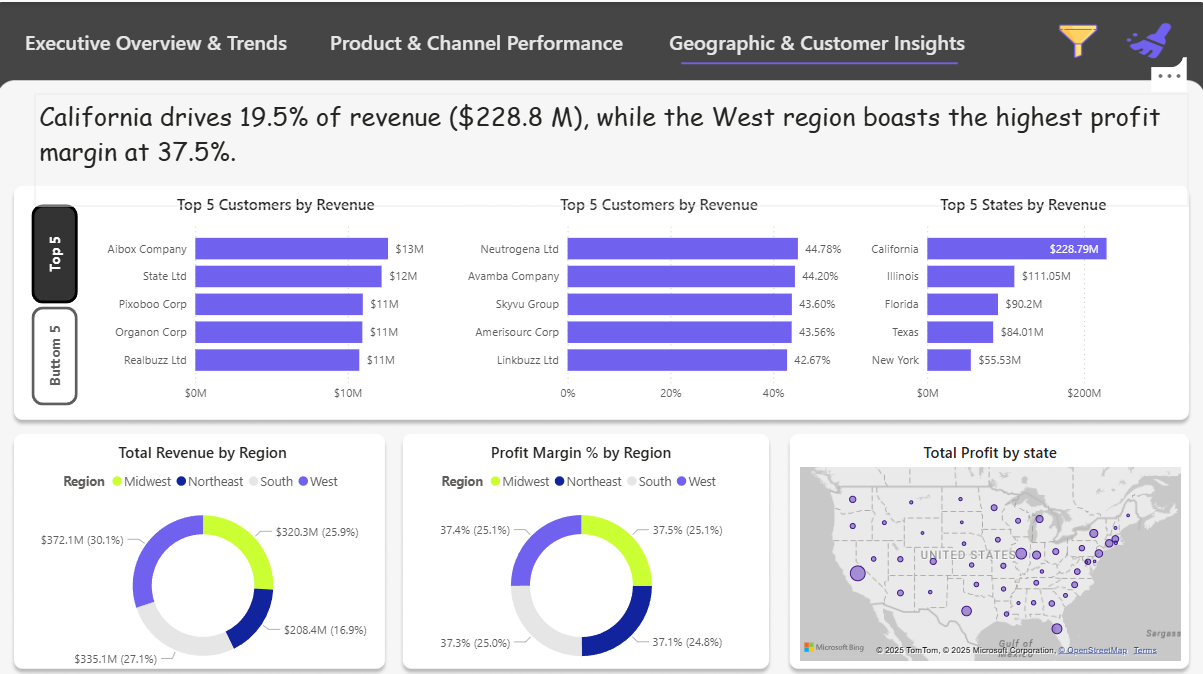 Executive Overview & Trends
Product & Channel Performance
Geographic & Customer Insights
California drives 19.5% of revenue ($228.8 M), while the West region boasts the highest profit
margin at 37.5%.
Top 5
Buttom 5
Top 5 Customers by Revenue
Aibox Company
$13M
State Ltd
$12M
Pixoboo Corp
$11M
Organon Corp
$11M
Realbuzz Ltd
$11M
$0M
$10M
Top 5 Customers by Revenue
Neutrogena Ltd
44.78%
Avamba Company
44.20%
Skyvu Group
43.60%
Amerisourc Corp
43.56%
Linkbuzz Ltd
42.67%
0%
20%
40%
Top 5 States by Revenue
California
$228.79M
Illinois
$111.05M
Florida
$90.2M
Texas
$84.01M
New York
$55.53M
$0M
$200M
Total Revenue by Region
Region Midwest Northeast South West
$372.1M (30.1%)
$320.3M (25.9%)
$208.4M (16.9%)
$335.1M (27.1%)
Profit Margin % by Region
Region Midwest Northeast South West
37.4% (25.1%)
37.5% (25.1%)
37.3% (25.0%)
37.1% (24.8%)
Total Profit by state
UNITED STATES
Sargass
Gulf of
Mexico
Microsoft Bing
© 2025 TomTom, © 2025 Microsoft Corporation, © OpenStreetMap Terms